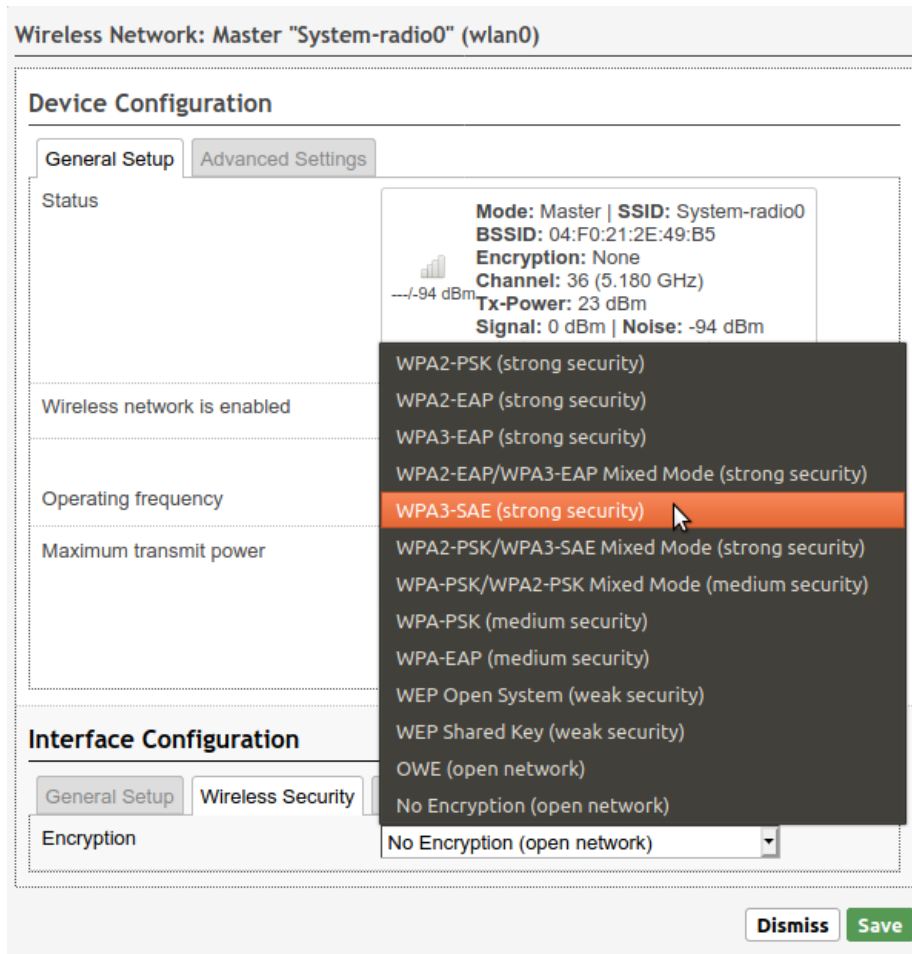 Wireless Network: Master "System-radio0" (wlan0)
Device Configuration
General Setup Advanced Settings
Status
Mode: Master | SSID: System-radio0
BSSID: 04:F0:21:2E:49:B5
Encryption: None
Channel: 36 (5.180 GHz)
---/-94 dBm
Tx-Power: 23 dBm
Signal: 0 dBm | Noise: -94 dBm
WPA2-PSK (strong security)
WPA2-EAP (strong security)
Wireless network is enabled
WPA3-EAP (strong security)
WPA2-EAP/WPA3-EAP Mixed Mode (strong security)
Operating frequency
WPA3-SAE (strong security)
WPA2-PSK/WPA3-SAE Mixed Mode (strong security)
Maximum transmit power
WPA-PSK/WPA2-PSK Mixed Mode (medium security)
WPA-PSK (medium security)
WPA-EAP (medium security)
WEP Open System (weak security)
WEP Shared Key (weak security)
OWE (open network)
No Encryption (open network)
Interface Configuration
General Setup Wireless Security
Encryption
No Encryption (open network)
Dismiss Save